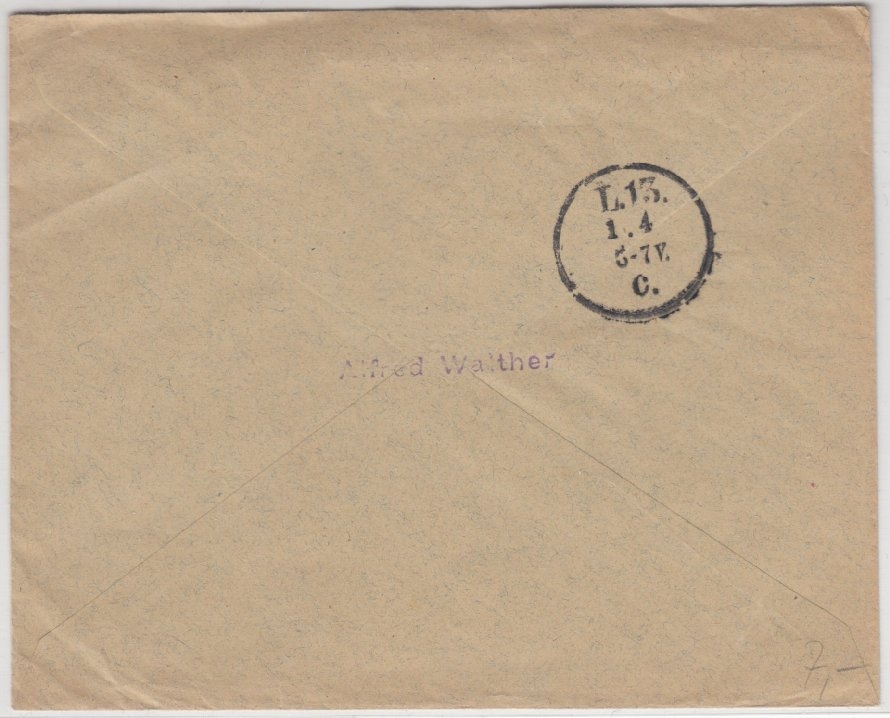 L.13.
1 . 4
5-7V.
C.
Alfred Walther
7,-